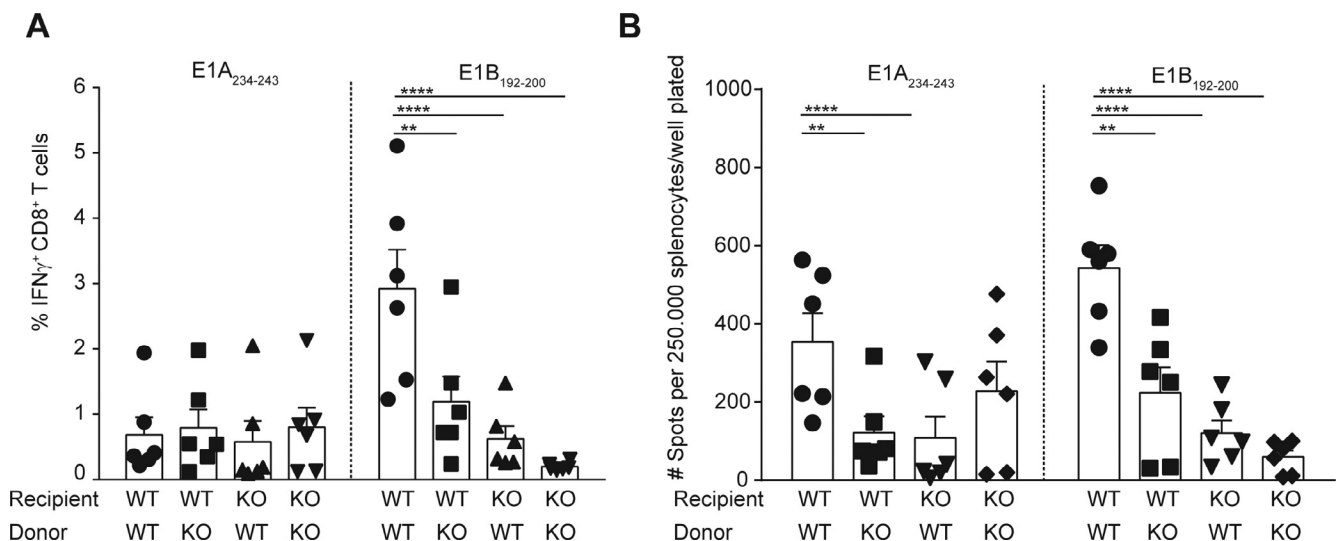 A
B
E1A234-243
E1B192-200
E1A234-243
E1B192-200
% IFNγ+ CD8+ T cells
6
5
4
3
2
1
0
****
****
**
# Spots per 250.000 splenocytes/well plated
1000
800
600
400
200
0
****
**
****
****
**
Recipient WT WT KO KO WT WT KO KO
Donor WT KO WT KO WT KO WT KO
Recipient WT WT KO KO WT WT KO KO
Donor WT KO WT KO WT KO WT KO